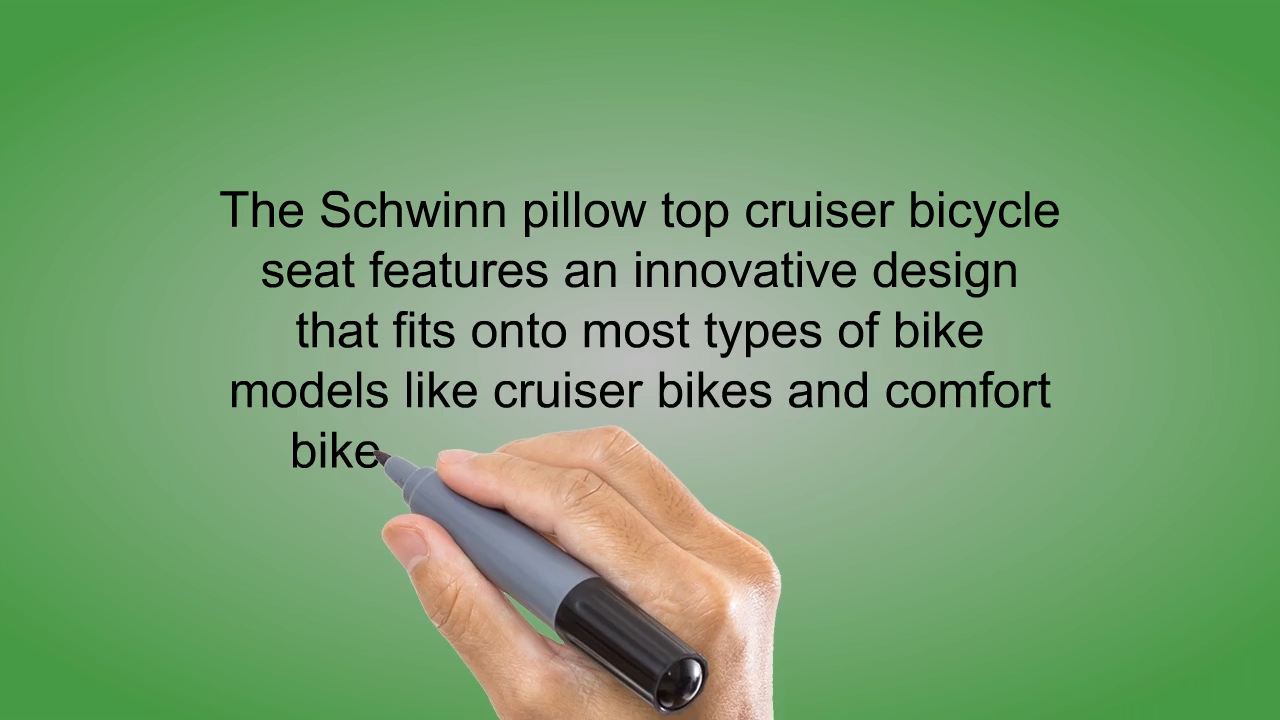 The Schwinn pillow top cruiser bicycle
seat features an innovative design
that fits onto most types of bike
models like cruiser bikes and comfort
bike